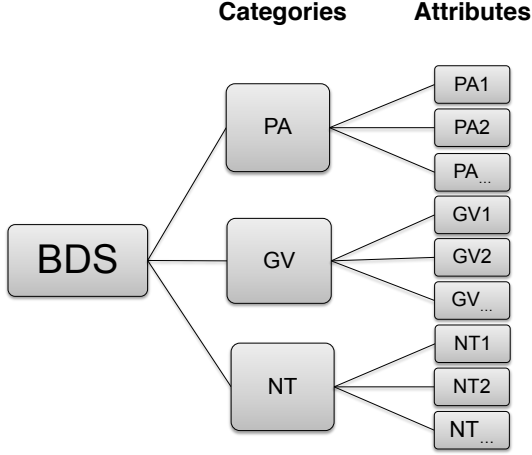 Categories Attributes
BDS
PA
PA1
PA2
PA...
GV
GV1
GV2
GV...
NT
NT1
NT2
NT...